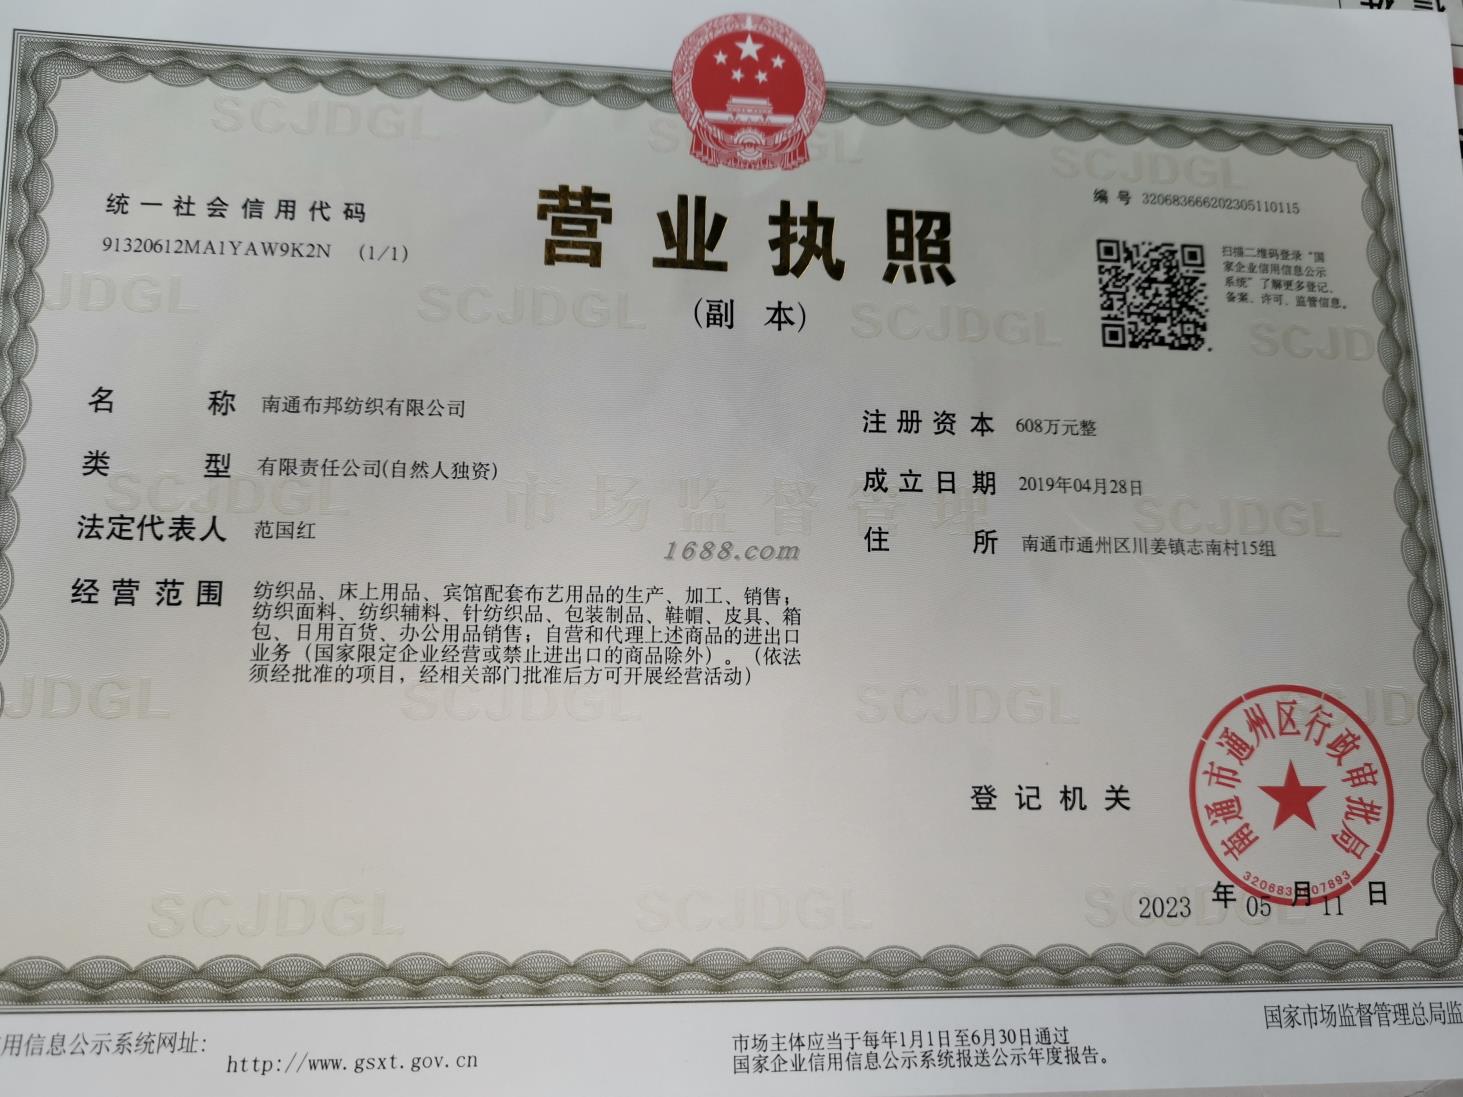 统一社会信用代码
91320612MA1YAW9K2N (1/1)
营业执照
(副 本)
编号 320683666202305110115
扫描二维码登录“国
家企业信用信息公示
系统”了解更多登记、
备案、许可、监管信息。
名称 南通布邦纺织有限公司
类型 有限责任公司(自然人独资)
法定代表人 范国红
经营范围 纺织品、床上用品、宾馆配套布艺用品的生产、加工、销售;
纺织面料、纺织辅料、针纺织品、包装制品、鞋帽、皮具、箱
包、日用百货、办公用品销售;自营和代理上述商品的进出口
业务(国家限定企业经营或禁止进出口的商品除外)。(依法
须经批准的项目,经相关部门批准后方可开展经营活动)
注册资本 608万元整
成立日期 2019年04月28日
住所 南通市通州区川姜镇志南村15组
SCJDGL
市场监督管理
1688.com
登记机关
南通市通州区行政审批局
2023 年 05 月 11 日
用信息公示系统网址:
http://www.gsxt.gov.cn
市场主体应当于每年1月1日至6月30日通过
国家企业信用信息公示系统报送公示年度报告。
国家市场监督管理总局监